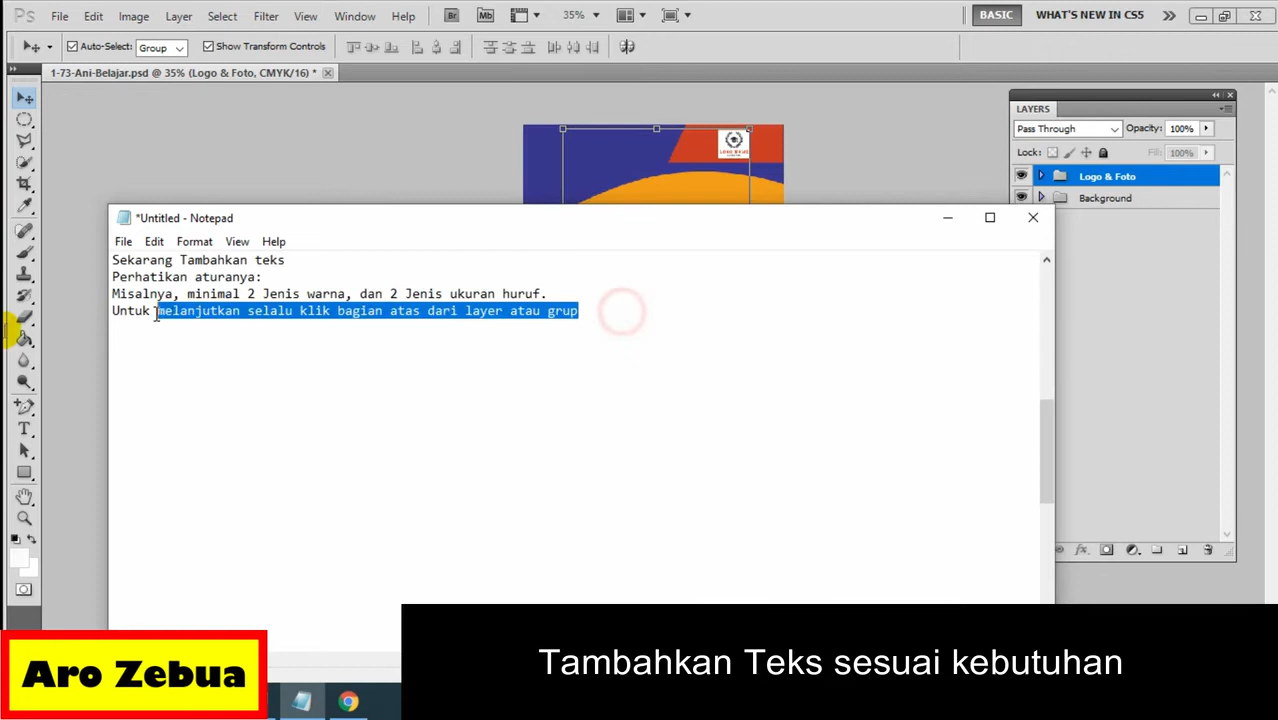 Ps File Edit Image Layer Select Filter View Window Help Br Mb 35% BASIC WHAT'S NEW IN CS5
Auto-Select: Group Show Transform Controls
1-73-Ani-Belajar.psd @ 35% (Logo & Foto, CMYK/16) *
LAYERS
Pass Through Opacity: 100%
Lock: Fill: 100%
Logo & Foto
Background
*Untitled - Notepad
File Edit Format View Help
Sekarang Tambahkan teks
Perhatikan aturanya:
Misalnya, minimal 2 Jenis warna, dan 2 Jenis ukuran huruf.
Untuk melanjutkan selalu klik bagian atas dari layer atau grup
Tambahkan Teks sesuai kebutuhan
Aro Zebua